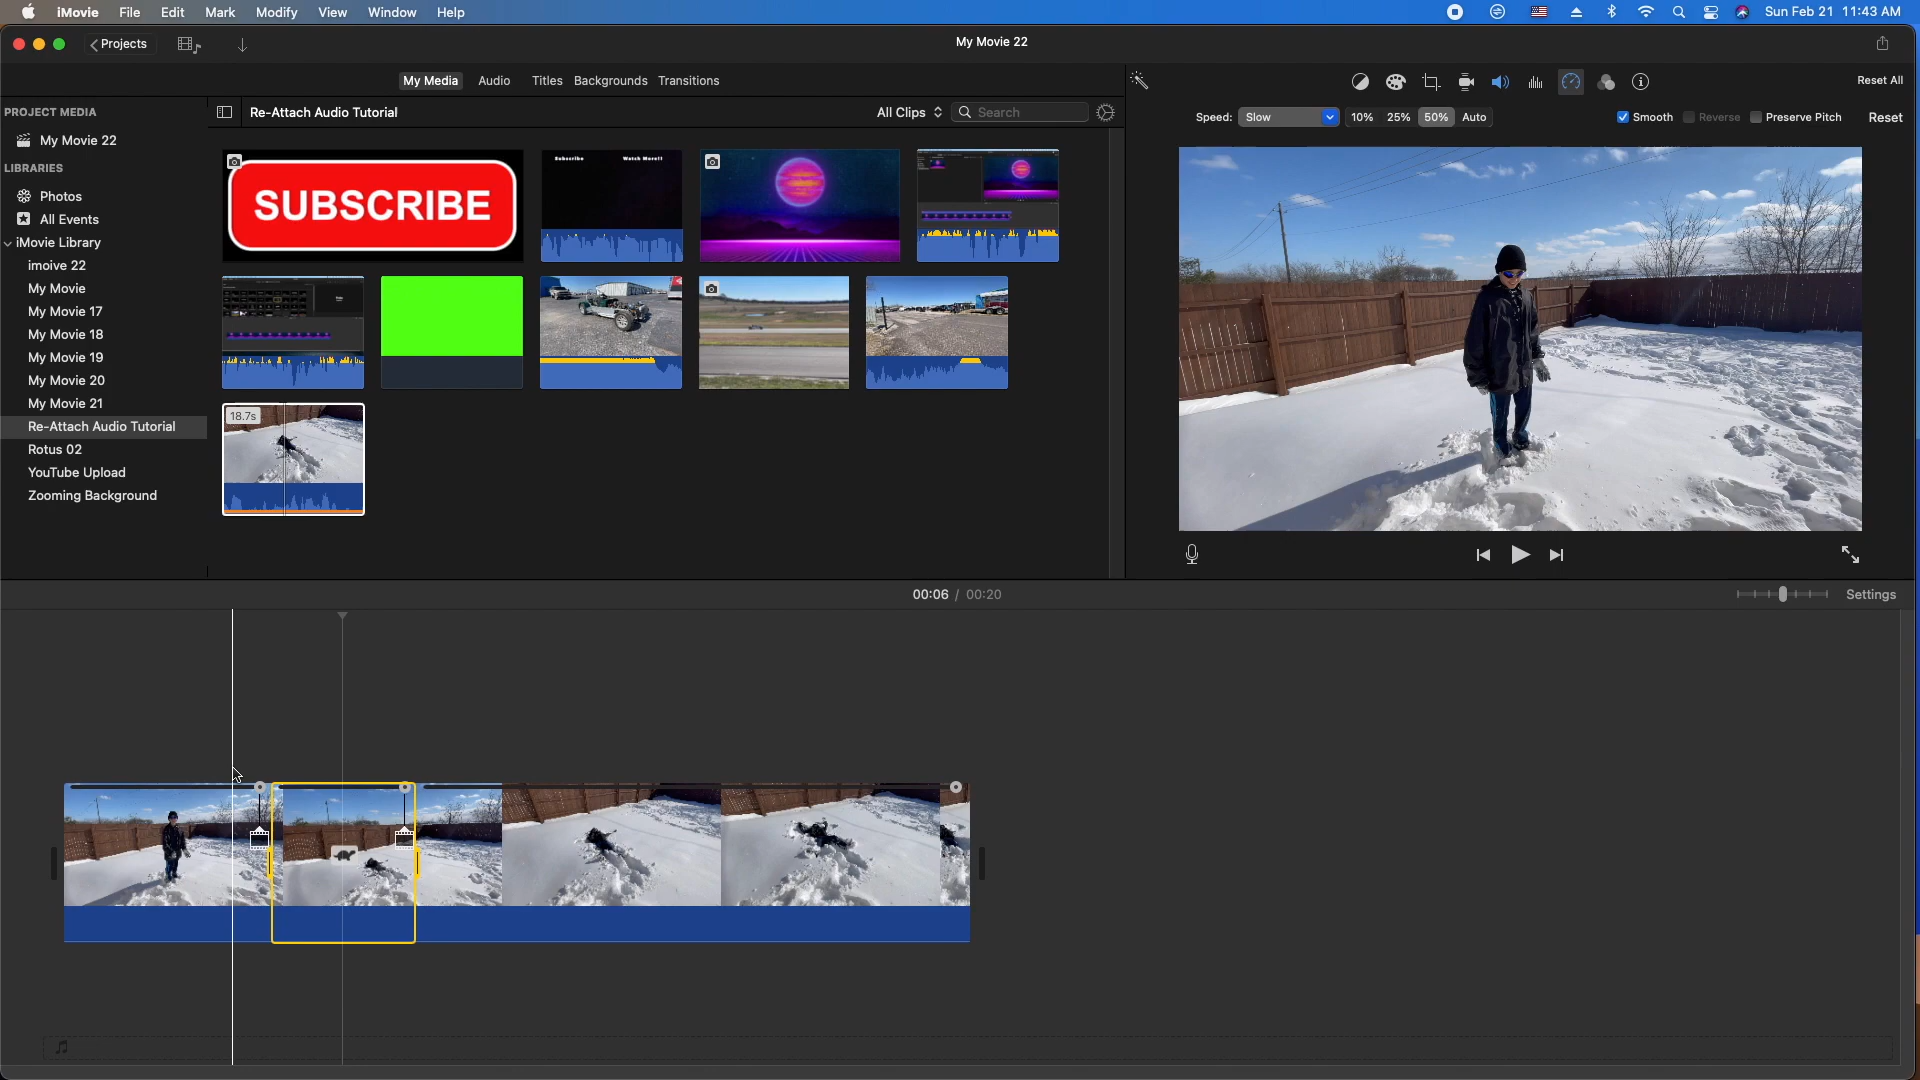 iMovie File Edit Mark Modify View Window Help Sun Feb 21 11:43 AM
Projects My Movie 22
My Media Audio Titles Backgrounds Transitions Reset All
PROJECT MEDIA Re-Attach Audio Tutorial All Clips Search Speed: Slow 10% 25% 50% Auto Smooth Reverse Preserve Pitch Reset
My Movie 22
LIBRARIES
Photos
All Events
iMovie Library
imoive 22
My Movie
My Movie 17
My Movie 18
My Movie 19
My Movie 20
My Movie 21
Re-Attach Audio Tutorial
Rotus 02
YouTube Upload
Zooming Background
SUBSCRIBE
Subscribe Watch More!!
18.7s
00:06 / 00:20 Settings